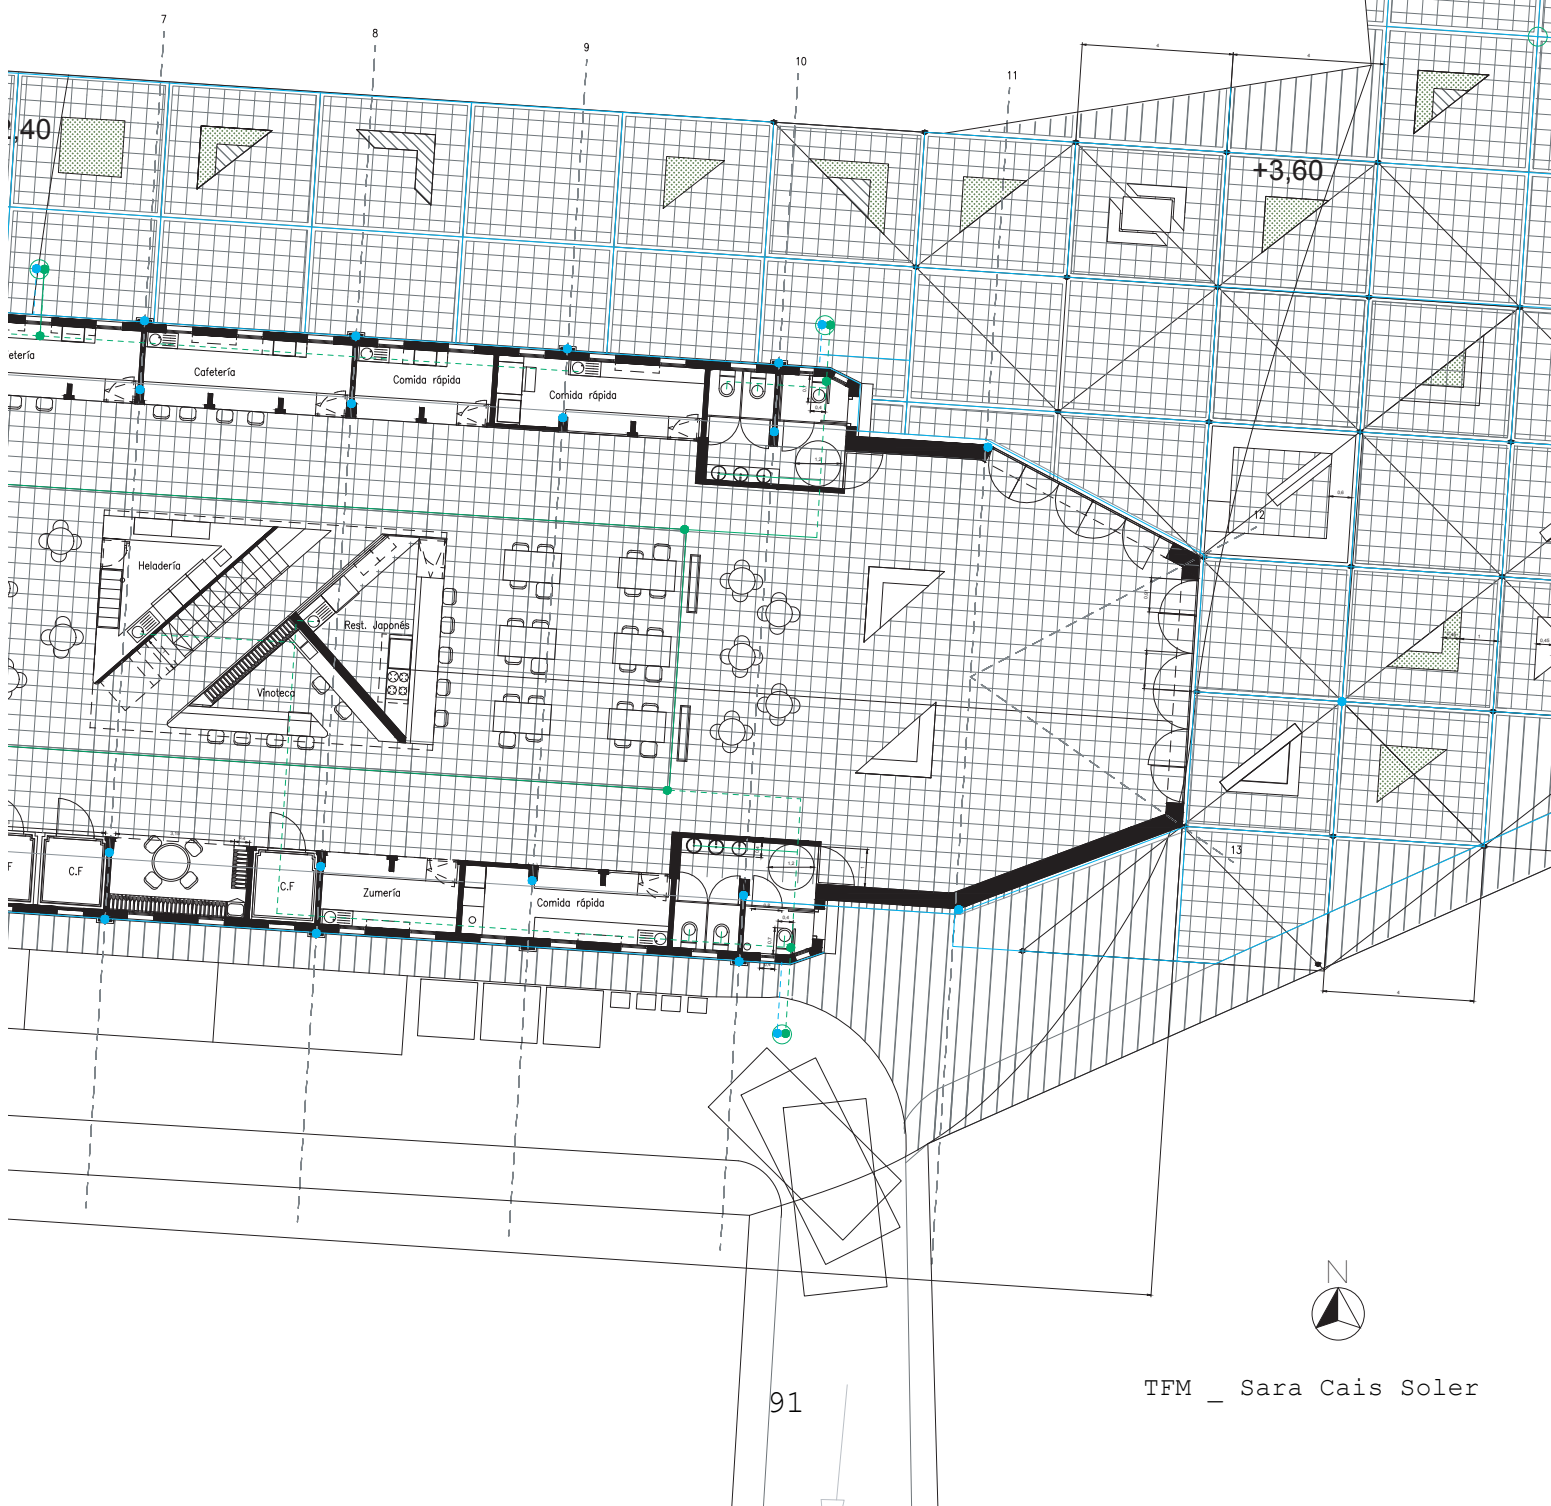 7
8
9
10
11
,40
+3,60
etería
Cafetería
Comida rápida
Comida rápida
12
Heladería
Rest. Japonés
Vinoteca
13
F
C.F
C.F
Zumería
Comida rápida
N
TFM _ Sara Cais Soler
91